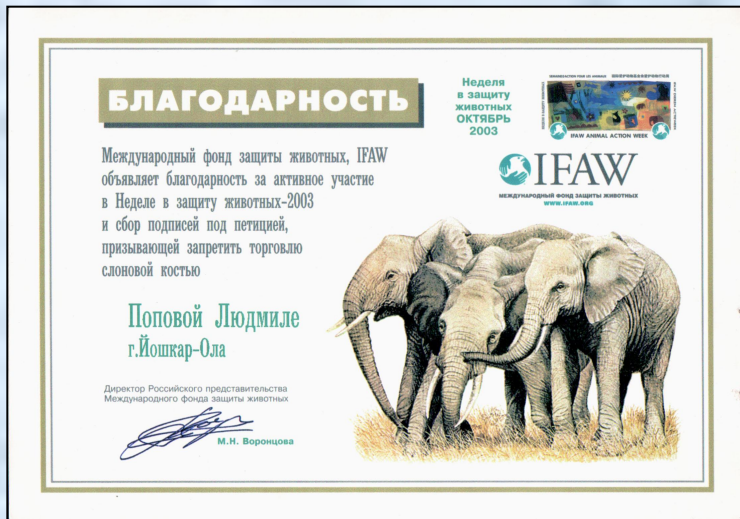 БЛАГОДАРНОСТЬ
Неделя
в защиту
животных
ОКТЯБРЬ
2003
IFAW ANIMAL ACTION WEEK
IFAW
МЕЖДУНАРОДНЫЙ ФОНД ЗАЩИТЫ ЖИВОТНЫХ
WWW.IFAW.ORG
Международный фонд защиты животных, IFAW
объявляет благодарность за активное участие
в Неделе в защиту животных-2003
и сбор подписей под петицией,
призывающей запретить торговлю
слоновой костью
Поповой Людмиле
г.Йошкар-Ола
Директор Российского представительства
Международного фонда защиты животных
М.Н. Воронцова